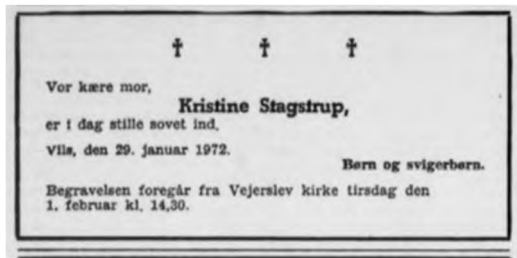 † † †
Vor kære mor,
Kristine Stagstrup,
er i dag stille sovet ind.
Vils, den 29. januar 1972.
Børn og svigerbørn.
Begravelsen foregår fra Vejerslev kirke tirsdag den
1. februar kl. 14,30.